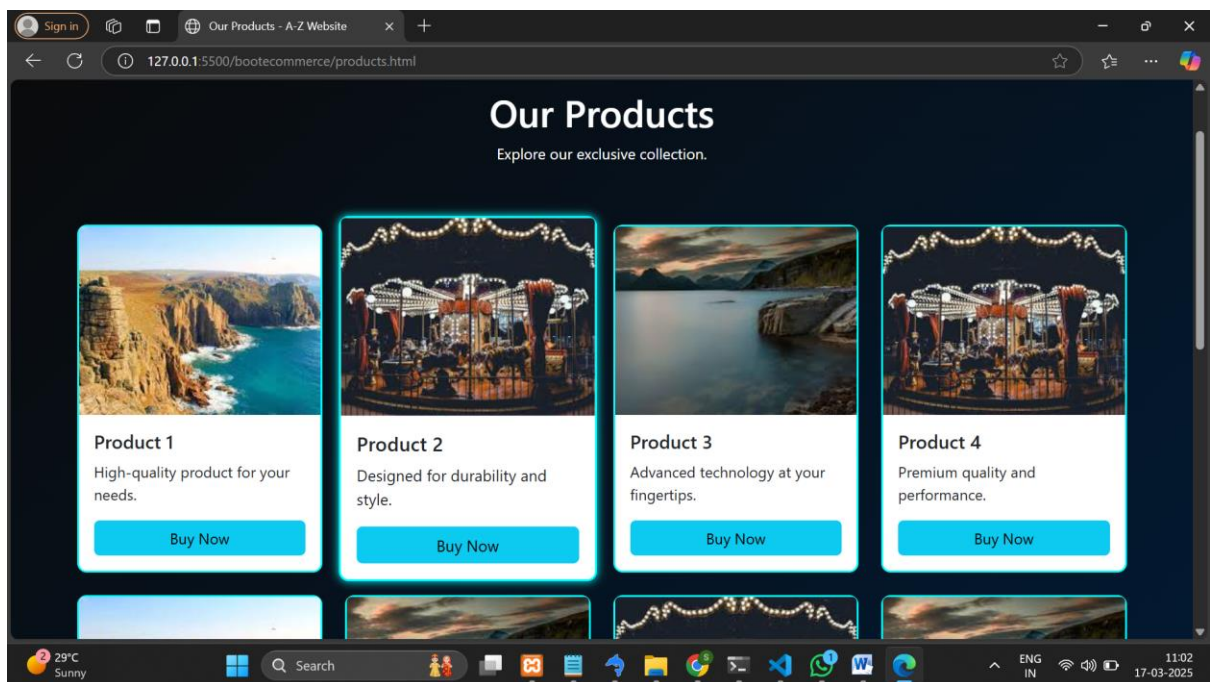 Sign in
Our Products - A-Z Website
127.0.0.1:5500/bootecommerce/products.html
Our Products
Explore our exclusive collection.
Product 1
High-quality product for your
needs.
Buy Now
Product 2
Designed for durability and
style.
Buy Now
Product 3
Advanced technology at your
fingertips.
Buy Now
Product 4
Premium quality and
performance.
Buy Now
2
29°C
Sunny
Search
1
W
ENG
IN
11:02
17-03-2025